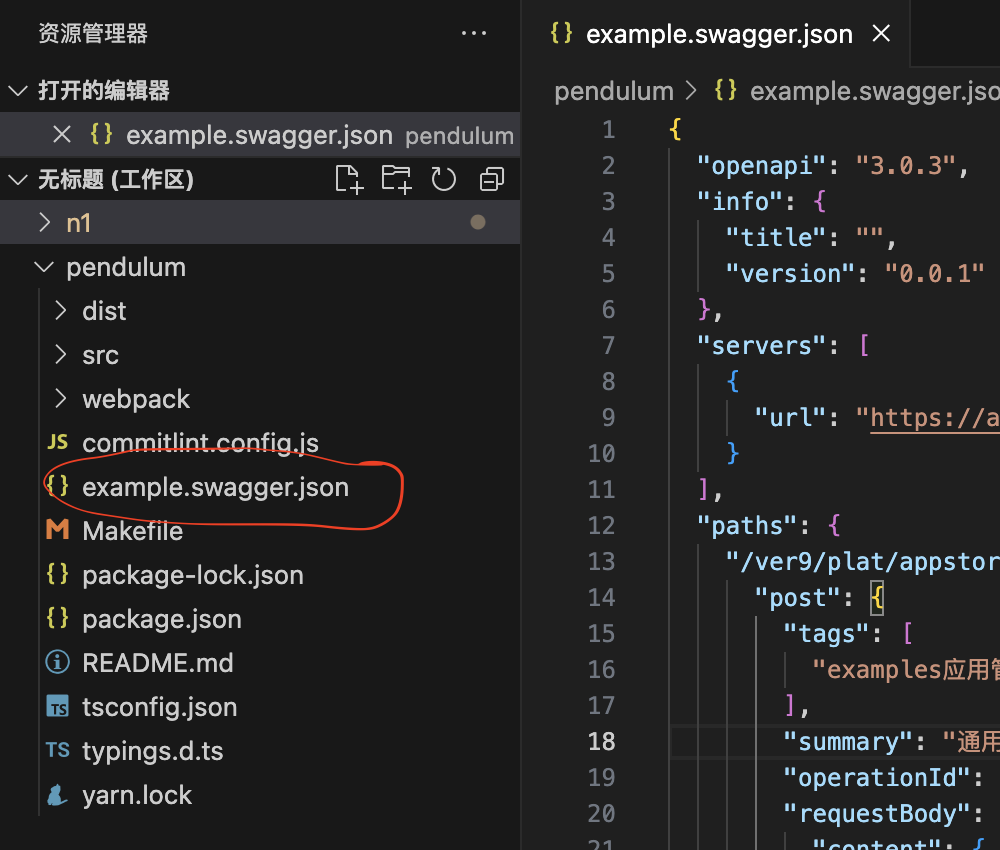 资源管理器
打开的编辑器
example.swagger.json pendulum
无标题 (工作区)
n1
pendulum
dist
src
webpack
JS commitlint.config.js
{} example.swagger.json
M Makefile
{} package-lock.json
{} package.json
README.md
TS tsconfig.json
TS typings.d.ts
yarn.lock
{} example.swagger.json
pendulum > {} example.swagger.jso
1 {
2 "openapi": "3.0.3",
3 "info": {
4 "title": "",
5 "version": "0.0.1"
6 },
7 "servers": [
8 {
9 "url": "https://a
10 }
11 ],
12 "paths": {
13 "/ver9/plat/appstor
14 "post": {
15 "tags": [
16 "examples应用管
17 ],
18 "summary": "通用
19 "operationId":
20 "requestBody":
21 "content": {